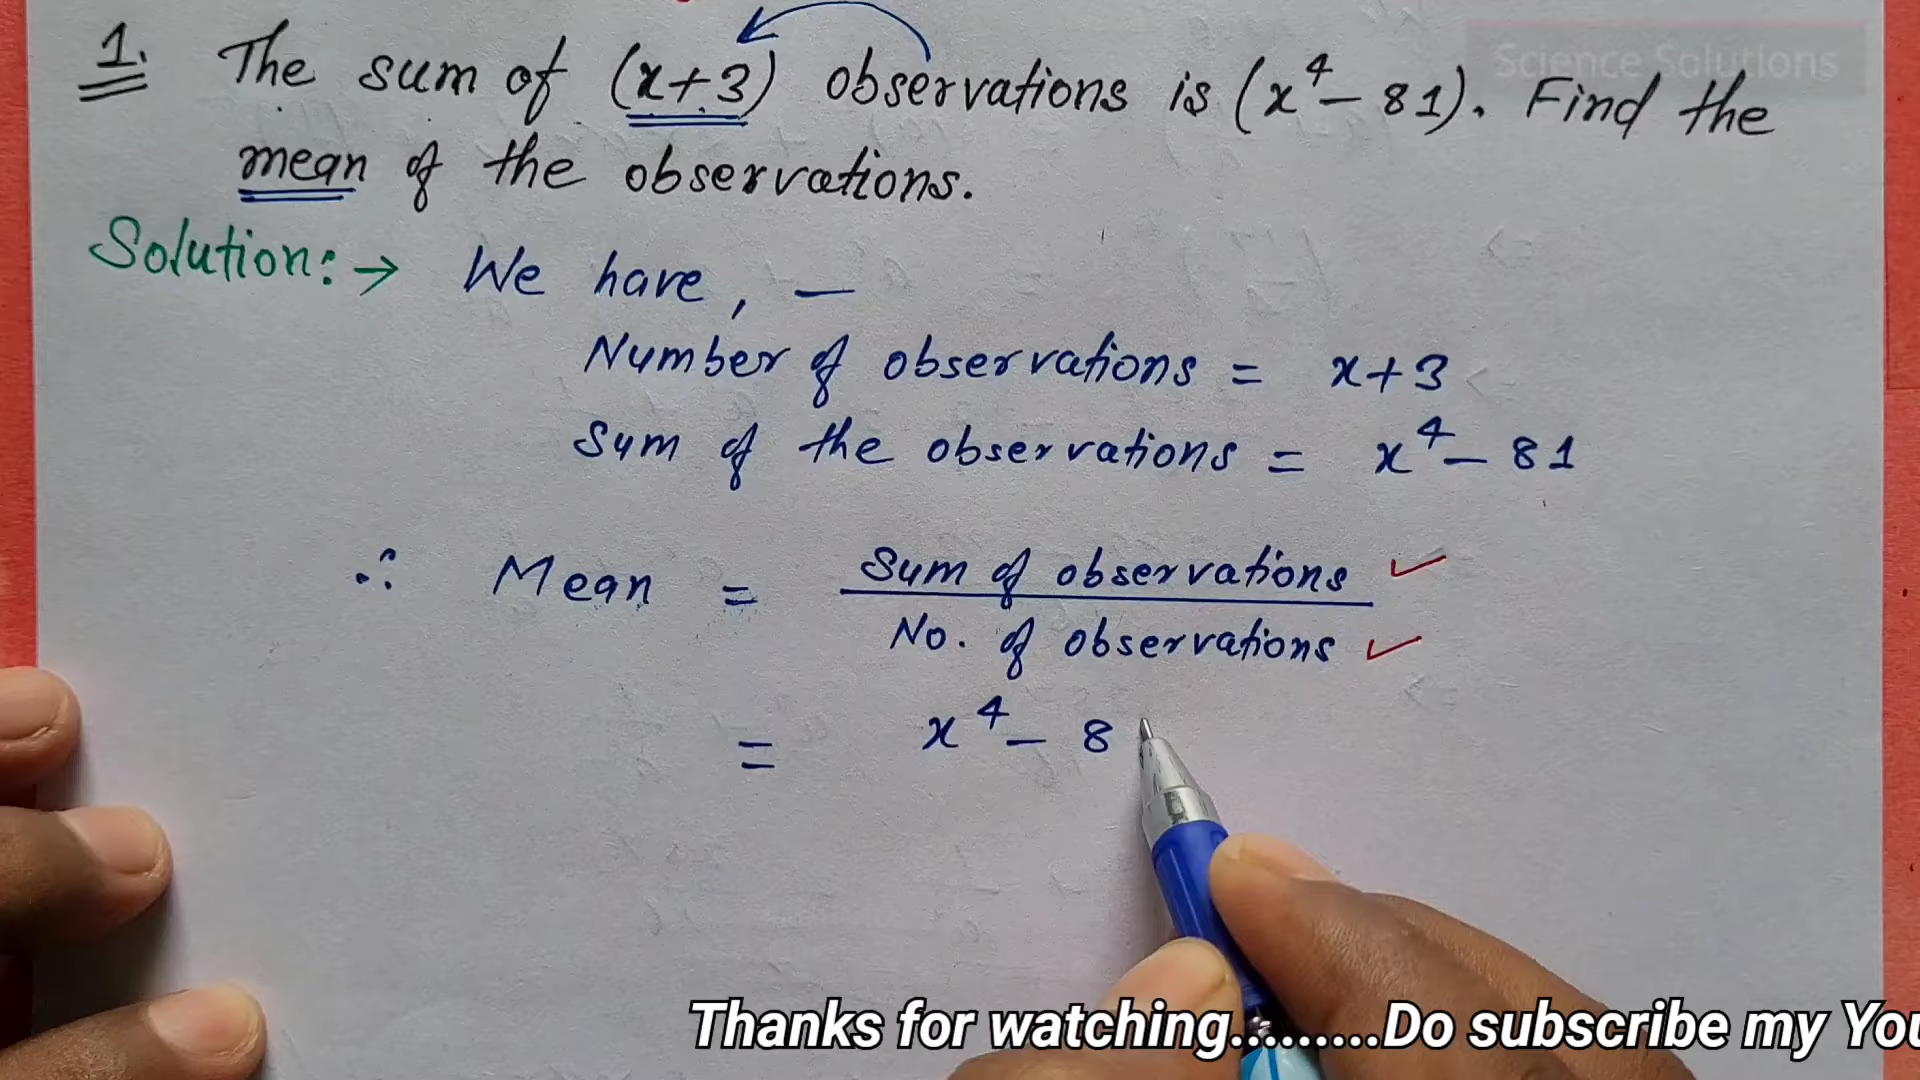 Science Solutions
1. The sum of (x+3) observations is (x⁴-81). Find the
mean of the observations.
Solution:→ We have, —
Number of observations = x+3
Sum of the observations = x⁴-81
∴ Mean = Sum of observations ✓
No. of observations ✓
= x⁴- 8
Thanks for watching.........Do subscribe my You